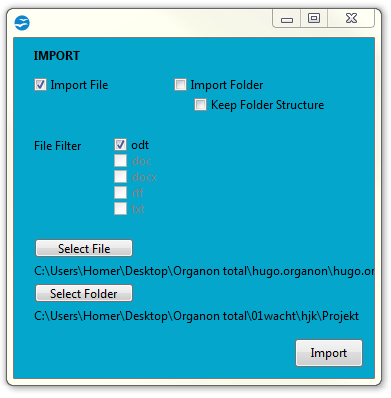 IMPORT
Import File Import Folder
Keep Folder Structure
File Filter odt
doc
docx
rtf
txt
Select File
C:\Users\Homer\Desktop\Organon total\hugo.organon\hugo.or
Select Folder
C:\Users\Homer\Desktop\Organon total\01wacht\hjk\Projekt
Import